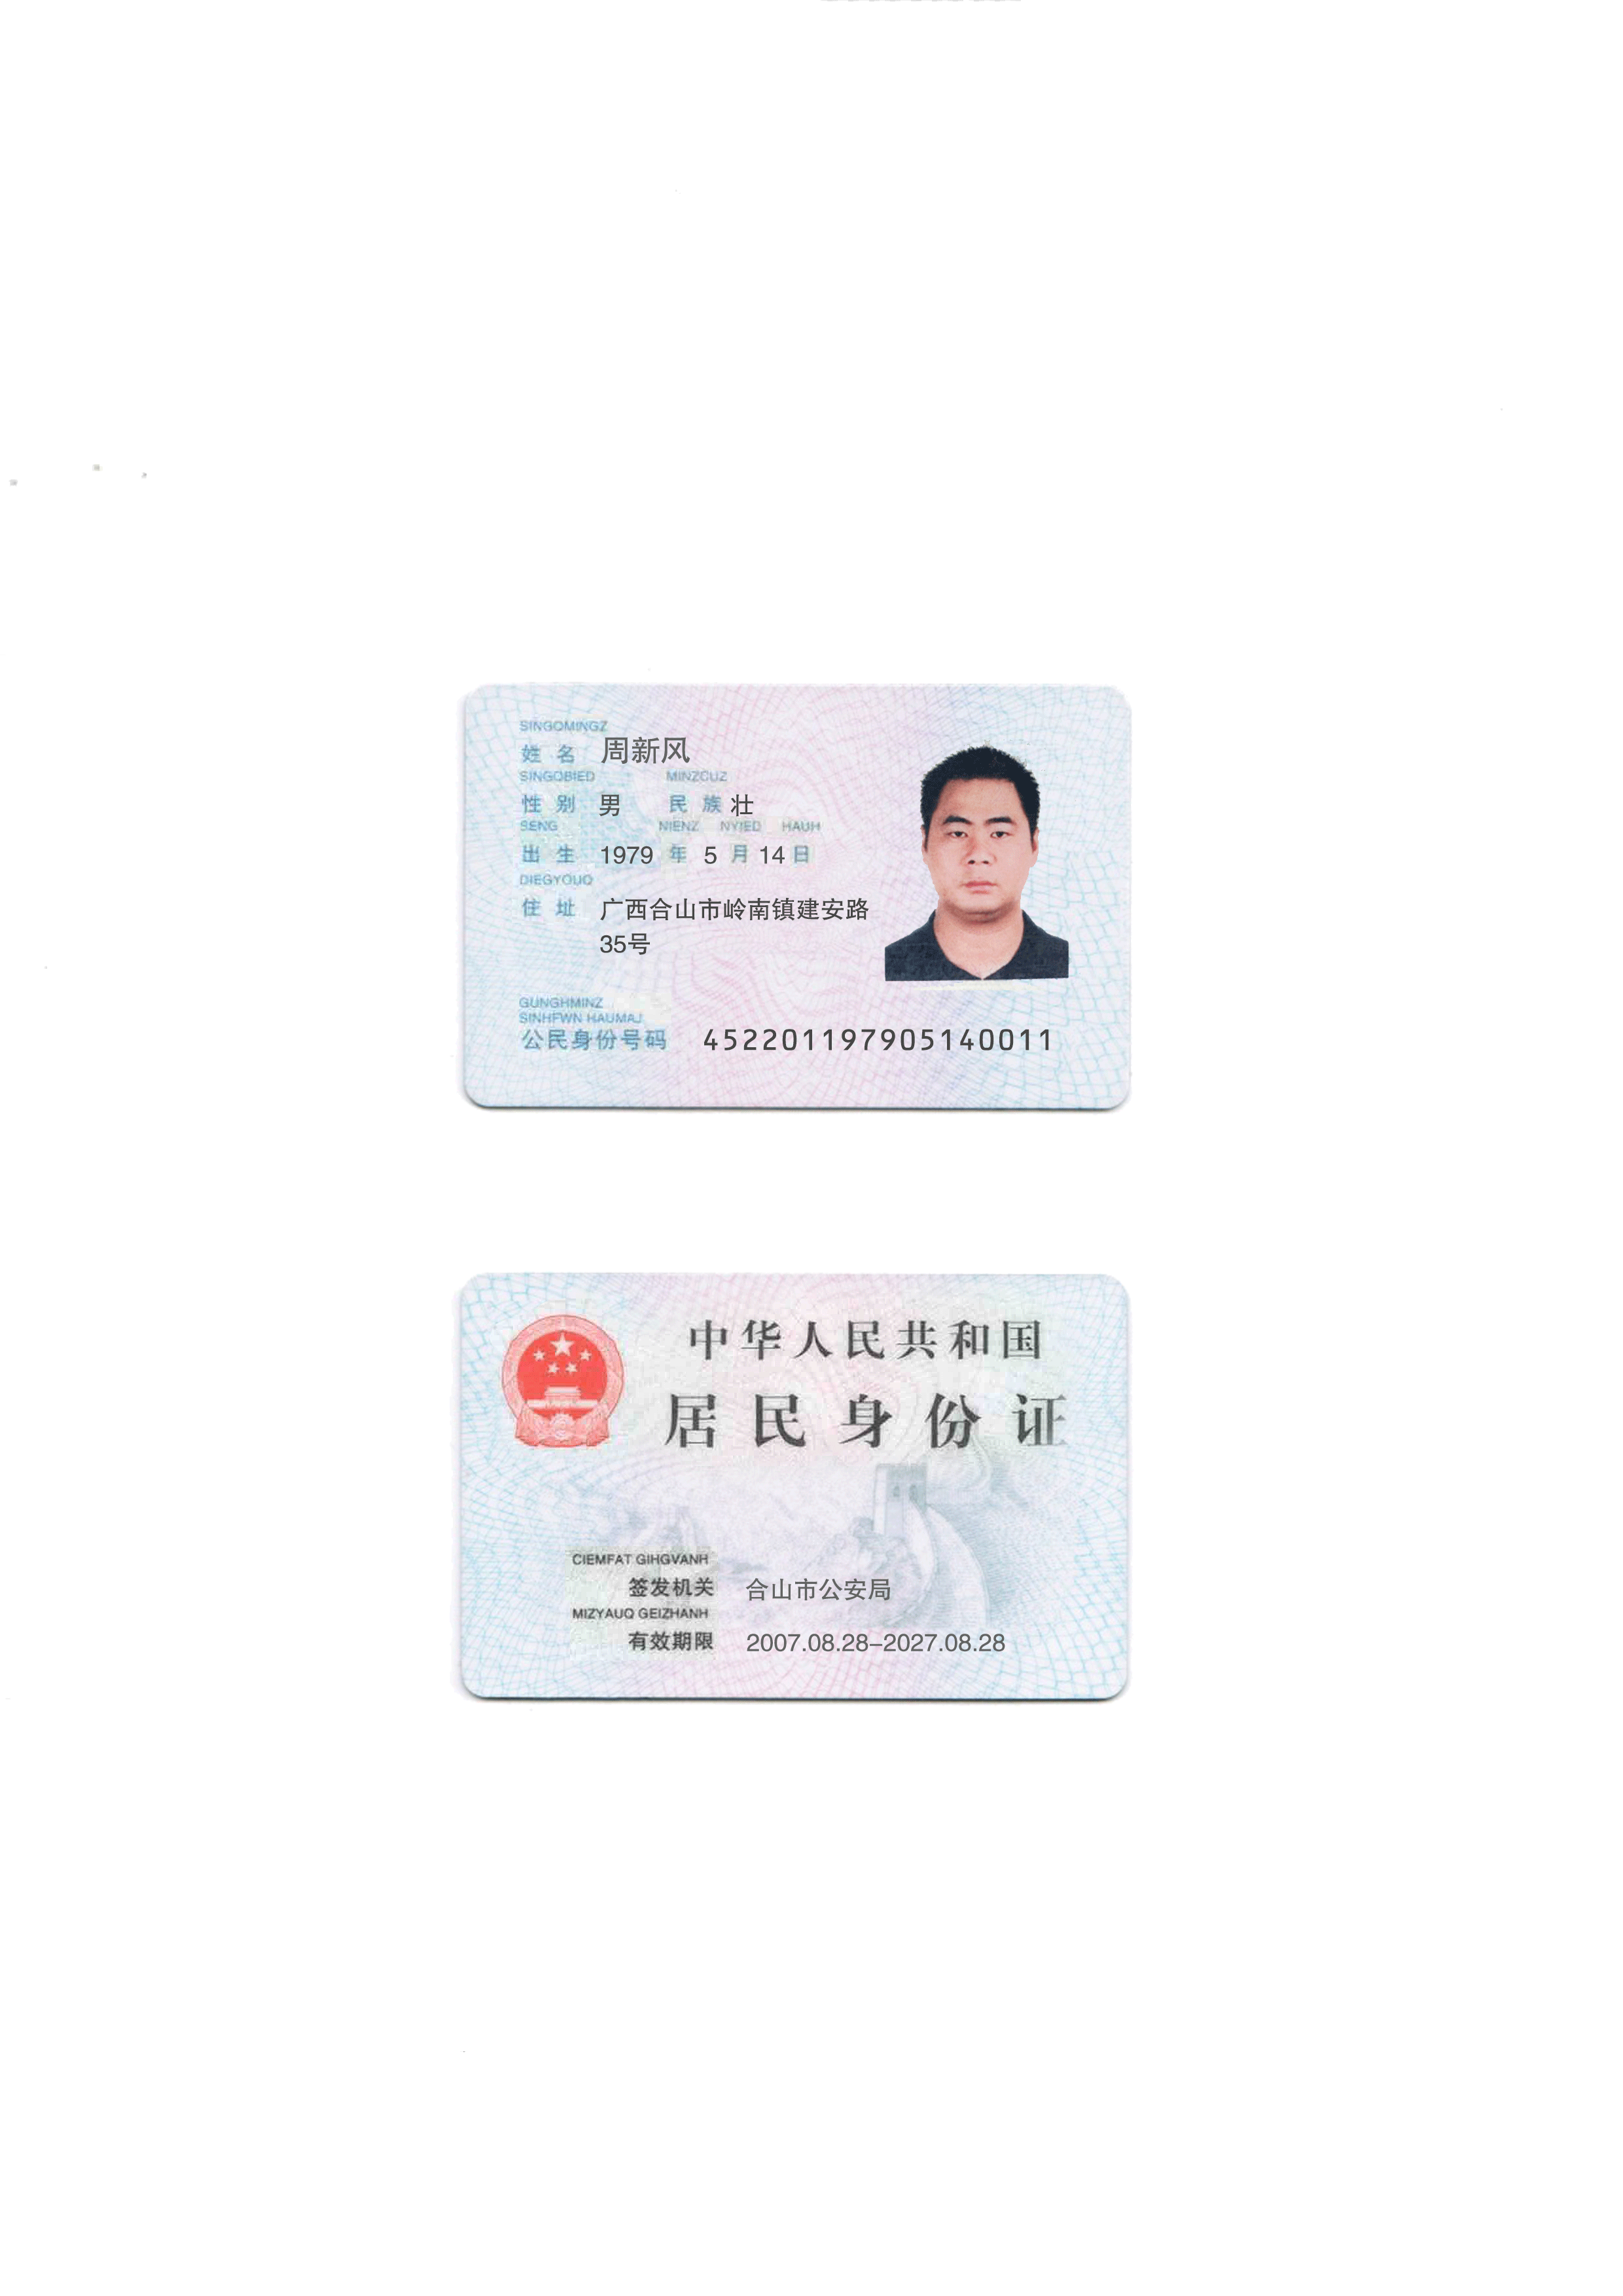 SINGQMINGZ
姓 名 周新风
SINGQBIED MINZCUZ
性 别 男 民 族 壮
SENG NIENZ NYIED HAUH
出 生 1979 年 5 月 14 日
DIEGYOUQ
住 址 广西合山市岭南镇建安路
35号
GUNGHMINZ
SINHFWN HAUMAJ
公民身份号码 452201197905140011
中华人民共和国
居民身份证
CIEMFAT GIHGVANH
签发机关 合山市公安局
MIZYAUQ GEIZHANH
有效期限 2007.08.28-2027.08.28